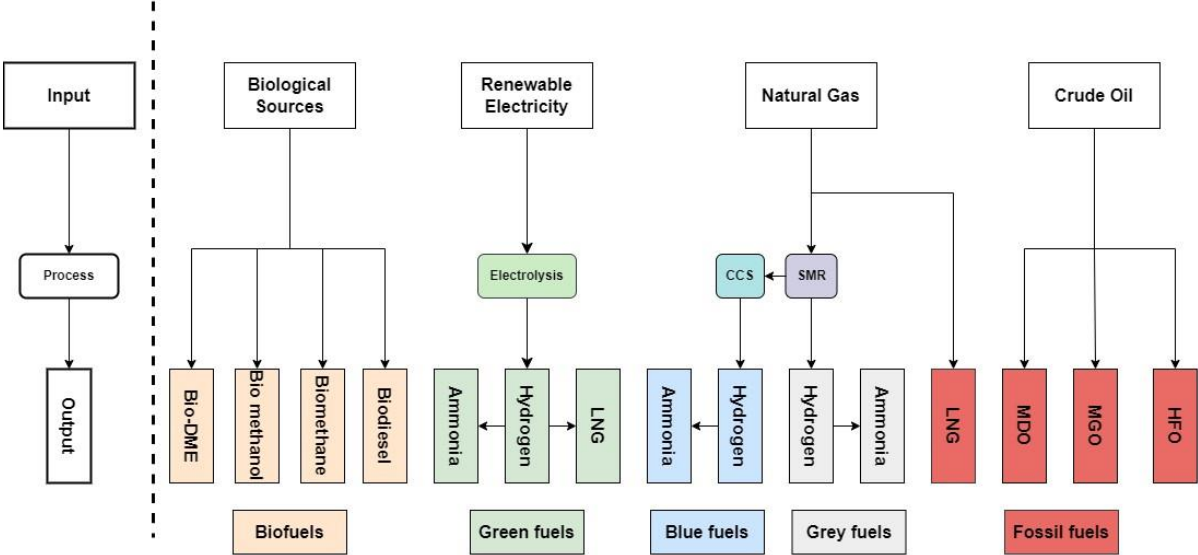 Input
Biological
Sources
Renewable
Electricity
Natural Gas
Crude Oil
Process
Electrolysis
CCS
SMR
Output
Bio-DME
Bio methanol
Biomethane
Biodiesel
Ammonia
Hydrogen
LNG
Ammonia
Hydrogen
Hydrogen
Ammonia
LNG
MDO
MGO
HFO
Biofuels
Green fuels
Blue fuels
Grey fuels
Fossil fuels